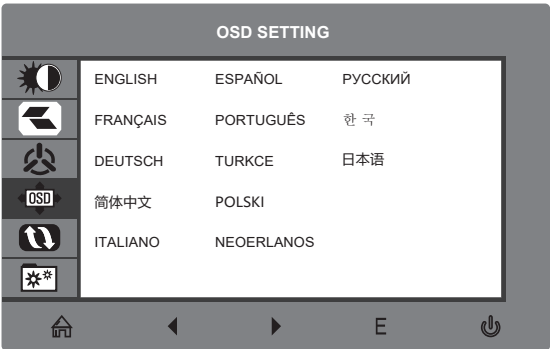 OSD SETTING
ENGLISH ESPAÑOL РУССКИЙ
FRANÇAIS PORTUGUÊS 한 국
DEUTSCH TURKCE 日本语
简体中文 POLSKI
ITALIANO NEOERLANOS
OSD
E